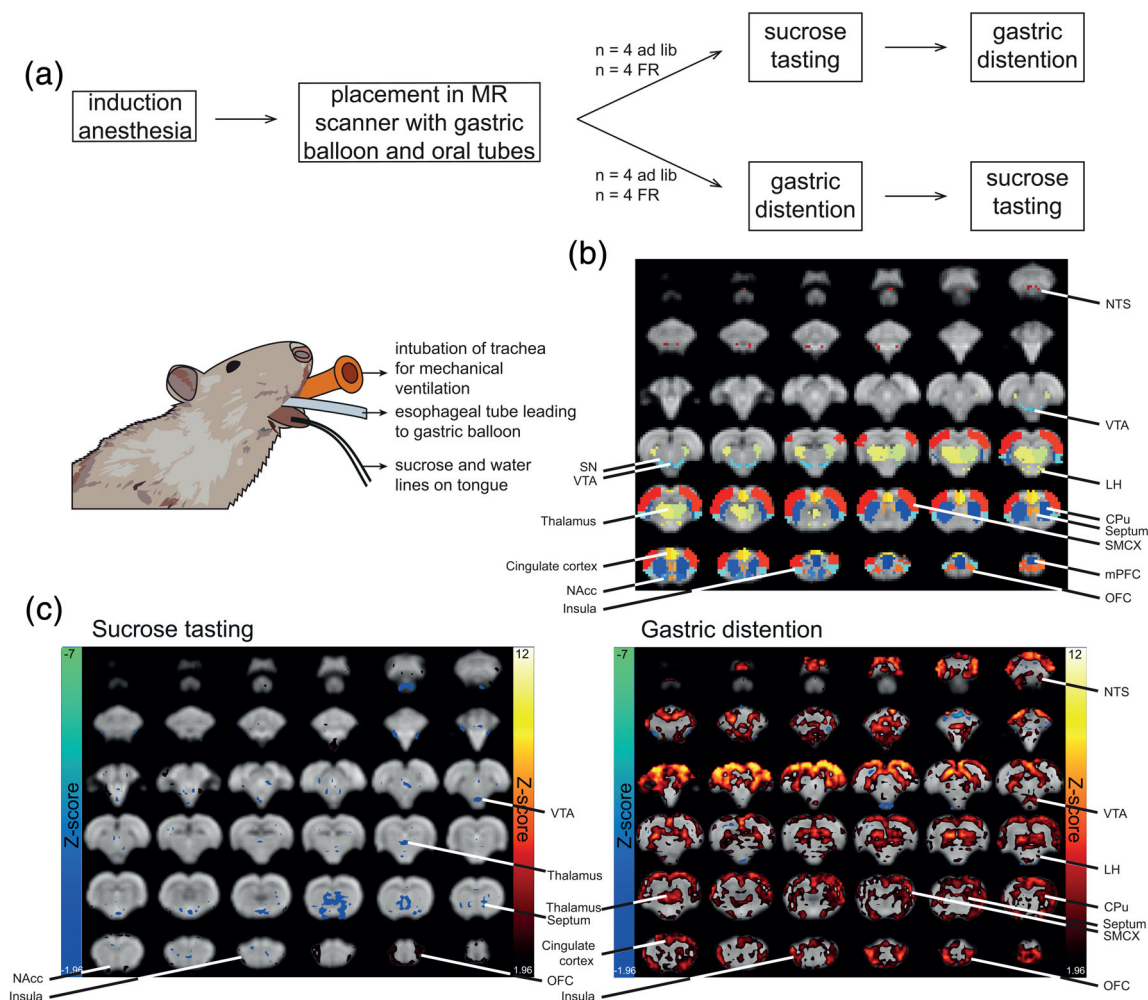 (a)
induction
anesthesia
placement in MR
scanner with gastric
balloon and oral tubes
n = 4 ad lib
n = 4 FR
sucrose
tasting
gastric
distention
n = 4 ad lib
n = 4 FR
gastric
distention
sucrose
tasting
intubation of trachea
for mechanical
ventilation
esophageal tube leading
to gastric balloon
sucrose and water
lines on tongue
(b)
NTS
VTA
SN
VTA
LH
Thalamus
CPu
Septum
SMCX
Cingulate cortex
NAcc
Insula
mPFC
OFC
(c)
Sucrose tasting
-7
Z-score
-1.96
12
Z-score
1.96
VTA
Thalamus
Septum
NAcc
Insula
OFC
Gastric distention
-7
Z-score
-1.96
12
Z-score
1.96
NTS
VTA
LH
Thalamus
CPu
Septum
SMCX
Cingulate
cortex
Insula
OFC